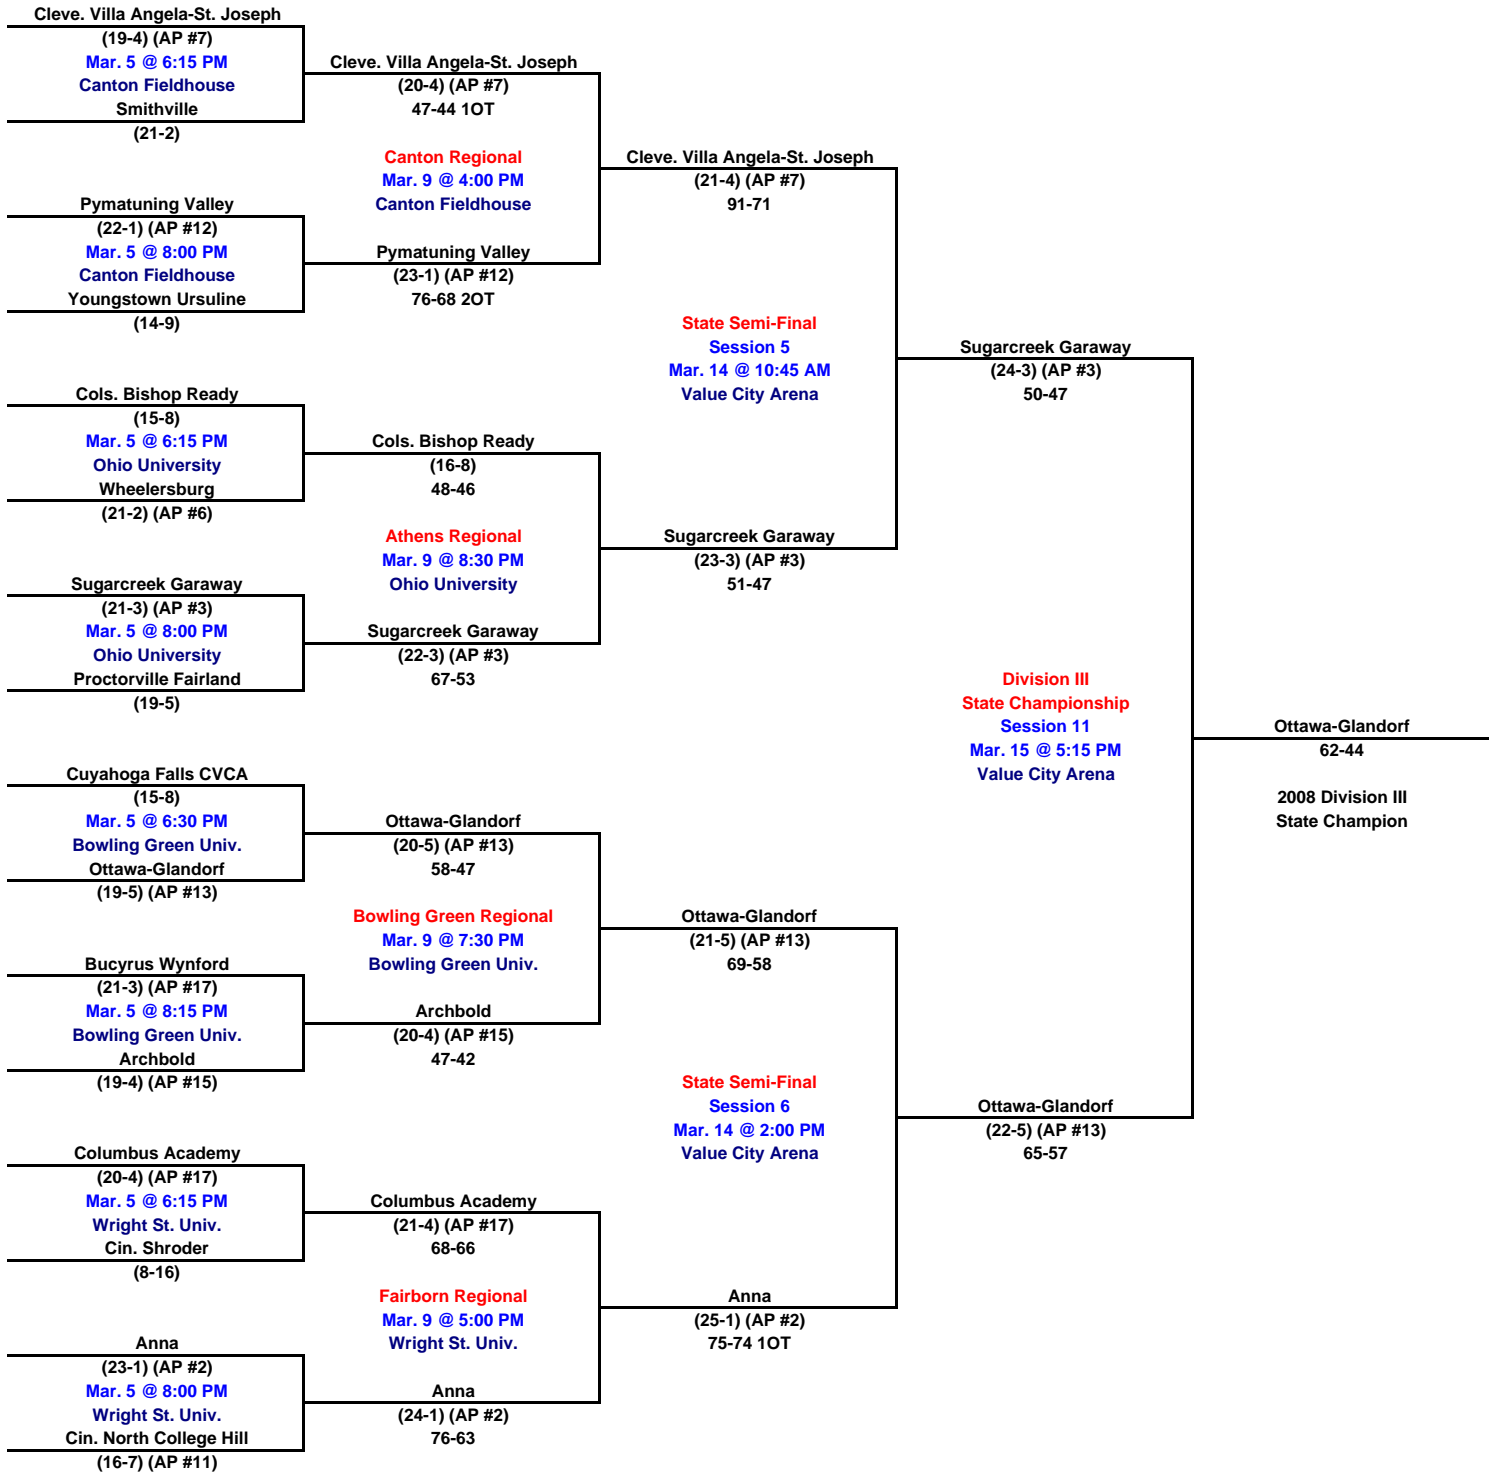 Cleve. Villa Angela-St. Joseph
(19-4) (AP #7)
Mar. 5 @ 6:15 PM
Canton Fieldhouse
Smithville
(21-2)
Pymatuning Valley
(22-1) (AP #12)
Mar. 5 @ 8:00 PM
Canton Fieldhouse
Youngstown Ursuline
(14-9)
Cols. Bishop Ready
(15-8)
Mar. 5 @ 6:15 PM
Ohio University
Wheelersburg
(21-2) (AP #6)
Sugarcreek Garaway
(21-3) (AP #3)
Mar. 5 @ 8:00 PM
Ohio University
Proctorville Fairland
(19-5)
Cuyahoga Falls CVCA
(15-8)
Mar. 5 @ 6:30 PM
Bowling Green Univ.
Ottawa-Glandorf
(19-5) (AP #13)
Bucyrus Wynford
(21-3) (AP #17)
Mar. 5 @ 8:15 PM
Bowling Green Univ.
Archbold
(19-4) (AP #15)
Columbus Academy
(20-4) (AP #17)
Mar. 5 @ 6:15 PM
Wright St. Univ.
Cin. Shroder
(8-16)
Anna
(23-1) (AP #2)
Mar. 5 @ 8:00 PM
Wright St. Univ.
Cin. North College Hill
(16-7) (AP #11)
Cleve. Villa Angela-St. Joseph
(20-4) (AP #7)
47-44 1OT
Canton Regional
Mar. 9 @ 4:00 PM
Canton Fieldhouse
Pymatuning Valley
(23-1) (AP #12)
76-68 2OT
Cols. Bishop Ready
(16-8)
48-46
Athens Regional
Mar. 9 @ 8:30 PM
Ohio University
Sugarcreek Garaway
(22-3) (AP #3)
67-53
Ottawa-Glandorf
(20-5) (AP #13)
58-47
Bowling Green Regional
Mar. 9 @ 7:30 PM
Bowling Green Univ.
Archbold
(20-4) (AP #15)
47-42
Columbus Academy
(21-4) (AP #17)
68-66
Fairborn Regional
Mar. 9 @ 5:00 PM
Wright St. Univ.
Anna
(24-1) (AP #2)
76-63
Cleve. Villa Angela-St. Joseph
(21-4) (AP #7)
91-71
State Semi-Final
Session 5
Mar. 14 @ 10:45 AM
Value City Arena
Sugarcreek Garaway
(23-3) (AP #3)
51-47
Ottawa-Glandorf
(21-5) (AP #13)
69-58
State Semi-Final
Session 6
Mar. 14 @ 2:00 PM
Value City Arena
Anna
(25-1) (AP #2)
75-74 1OT
Sugarcreek Garaway
(24-3) (AP #3)
50-47
Division III
State Championship
Session 11
Mar. 15 @ 5:15 PM
Value City Arena
Ottawa-Glandorf
(22-5) (AP #13)
65-57
Ottawa-Glandorf
62-44
2008 Division III
State Champion